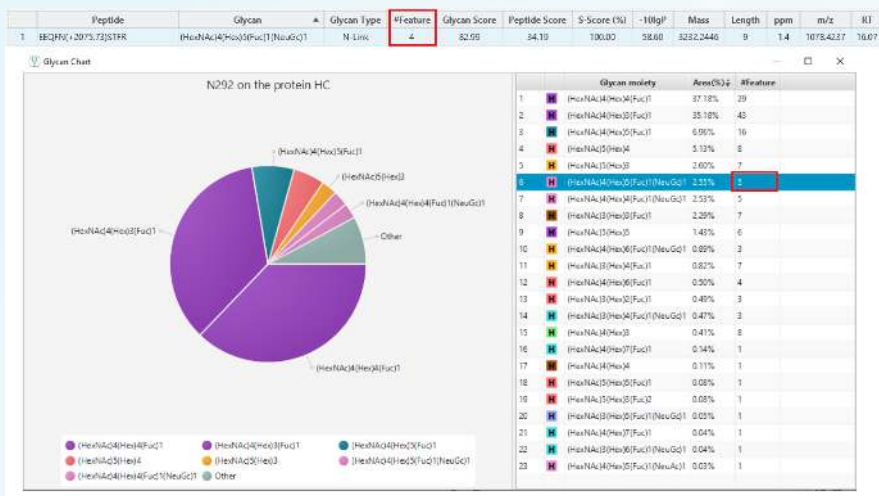 Peptide Glycan Glycan Type #Feature Glycan Score Peptide Score S-Score (%) -10lgP Mass Length ppm m/z RT
1 EEQFN(+2075.73)STFR (HexNAc)4(Hex)5(Fuc)1(NeuGc)1 N-Link 4 82.99 34.19 100.00 58.60 3232.2446 9 1.4 1078.4237 16.07
Glycan Chart
N292 on the protein HC
(HexNAc)4(Hex)5(Fuc)1
(HexNAc)5(Hex)3
(HexNAc)4(Hex)4(Fuc)1(NeuGc)1
(HexNAc)4(Hex)3(Fuc)1
Other
(HexNAc)4(Hex)4(Fuc)1
(HexNAc)4(Hex)4(Fuc)1 (HexNAc)4(Hex)3(Fuc)1 (HexNAc)4(Hex)5(Fuc)1
(HexNAc)5(Hex)4 (HexNAc)5(Hex)3 (HexNAc)4(Hex)5(Fuc)1(NeuGc)1
(HexNAc)4(Hex)4(Fuc)1(NeuGc)1 Other
Glycan moiety Area(%) #Feature
1 H (HexNAc)4(Hex)4(Fuc)1 37.18% 29
2 H (HexNAc)4(Hex)3(Fuc)1 35.18% 43
3 H (HexNAc)4(Hex)5(Fuc)1 6.96% 16
4 H (HexNAc)5(Hex)4 5.13% 8
5 H (HexNAc)5(Hex)3 2.60% 7
6 H (HexNAc)4(Hex)5(Fuc)1(NeuGc)1 2.55%
7 H (HexNAc)4(Hex)4(Fuc)1(NeuGc)1 2.53% 5
8 H (HexNAc)3(Hex)3(Fuc)1 2.29% 7
9 H (HexNAc)5(Hex)5 1.43% 6
10 H (HexNAc)4(Hex)6(Fuc)1(NeuGc)1 0.89% 3
11 H (HexNAc)3(Hex)4(Fuc)1 0.82% 7
12 H (HexNAc)4(Hex)6(Fuc)1 0.50% 4
13 H (HexNAc)3(Hex)2(Fuc)1 0.49% 3
14 H (HexNAc)3(Hex)4(Fuc)1(NeuGc)1 0.47% 3
15 H (HexNAc)4(Hex)3 0.41% 8
16 H (HexNAc)4(Hex)7(Fuc)1 0.14% 1
17 H (HexNAc)4(Hex)4 0.11% 1
18 H (HexNAc)5(Hex)5(Fuc)1 0.08% 1
19 H (HexNAc)5(Hex)3(Fuc)2 0.08% 1
20 H (HexNAc)3(Hex)5(Fuc)1(NeuGc)1 0.05% 1
21 H (HexNAc)4(Hex)7(Fuc)1 0.04% 1
22 H (HexNAc)3(Hex)6(Fuc)1(NeuGc)1 0.04% 1
23 H (HexNAc)4(Hex)5(Fuc)1(NeuAc)1 0.03% 1